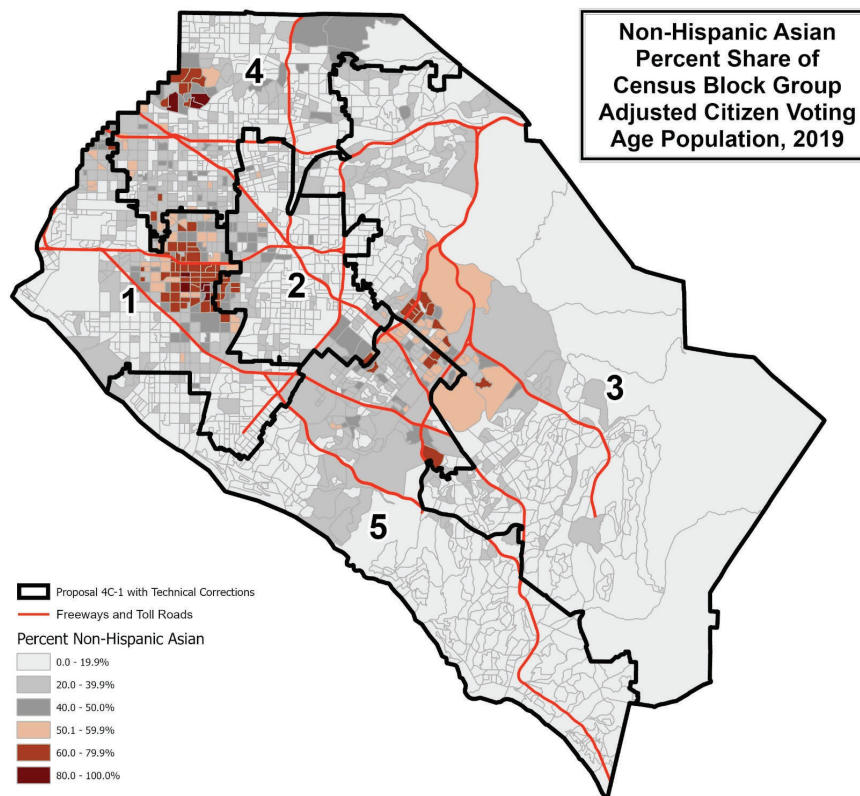 Non-Hispanic Asian
Percent Share of
Census Block Group
Adjusted Citizen Voting
Age Population, 2019
4
1
2
3
5
Proposal 4C-1 with Technical Corrections
Freeways and Toll Roads
Percent Non-Hispanic Asian
0.0 - 19.9%
20.0 - 39.9%
40.0 - 50.0%
50.1 - 59.9%
60.0 - 79.9%
80.0 - 100.0%